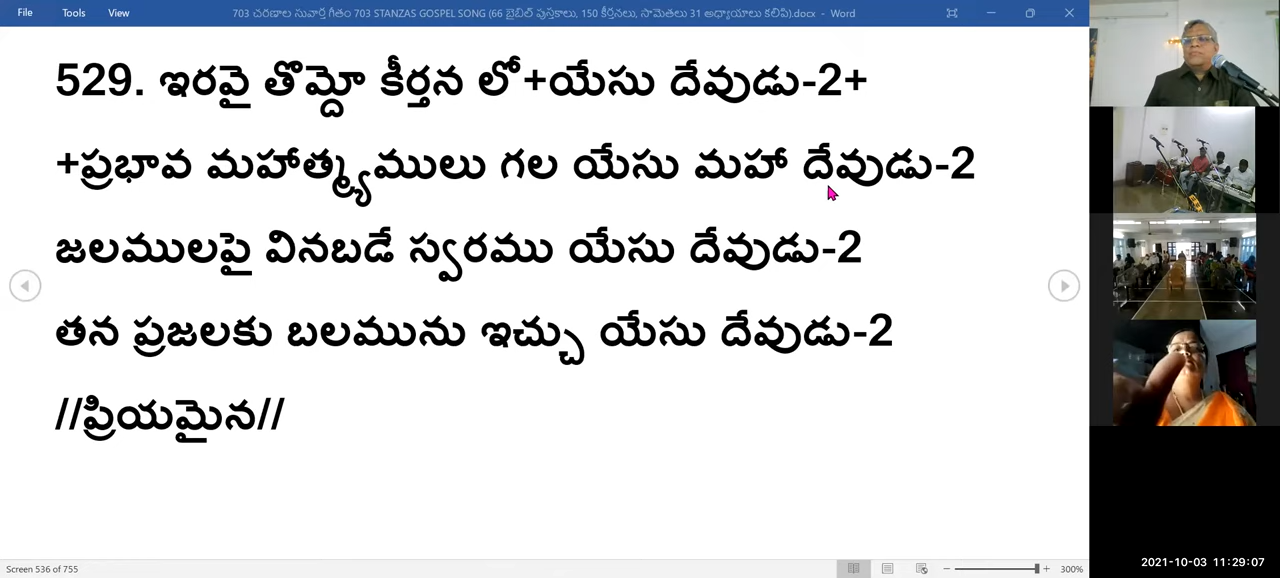 File Tools View 703 చరణాల సువార్త గీతం 703 STANZAS GOSPEL SONG (66 బైబిల్ పుస్తకాలు, 150 కీర్తనలు, సామెతలు 31 అధ్యాయాలు కలిపి).docx - Word
529. ఇరవై తొమ్దో కీర్తన లో+యేసు దేవుడు-2+
+ప్రభావ మహాత్మ్యములు గల యేసు మహా దేవుడు-2
జలములపై వినబడే స్వరము యేసు దేవుడు-2
తన ప్రజలకు బలమును ఇచ్చు యేసు దేవుడు-2
//ప్రియమైన//
Screen 536 of 755 300%
2021-10-03 11:29:07